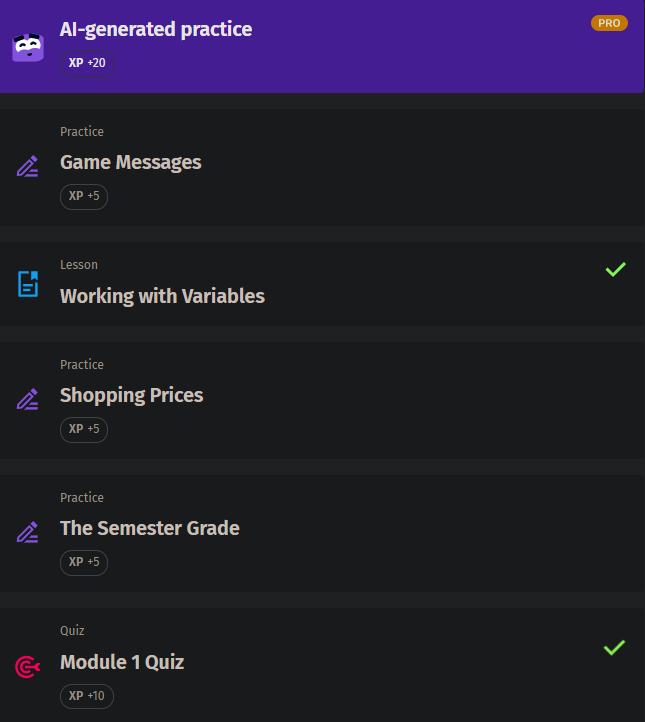 AI-generated practice
PRO
XP +20
Practice
Game Messages
XP +5
Lesson
Working with Variables
Practice
Shopping Prices
XP +5
Practice
The Semester Grade
XP +5
Quiz
Module 1 Quiz
XP +10